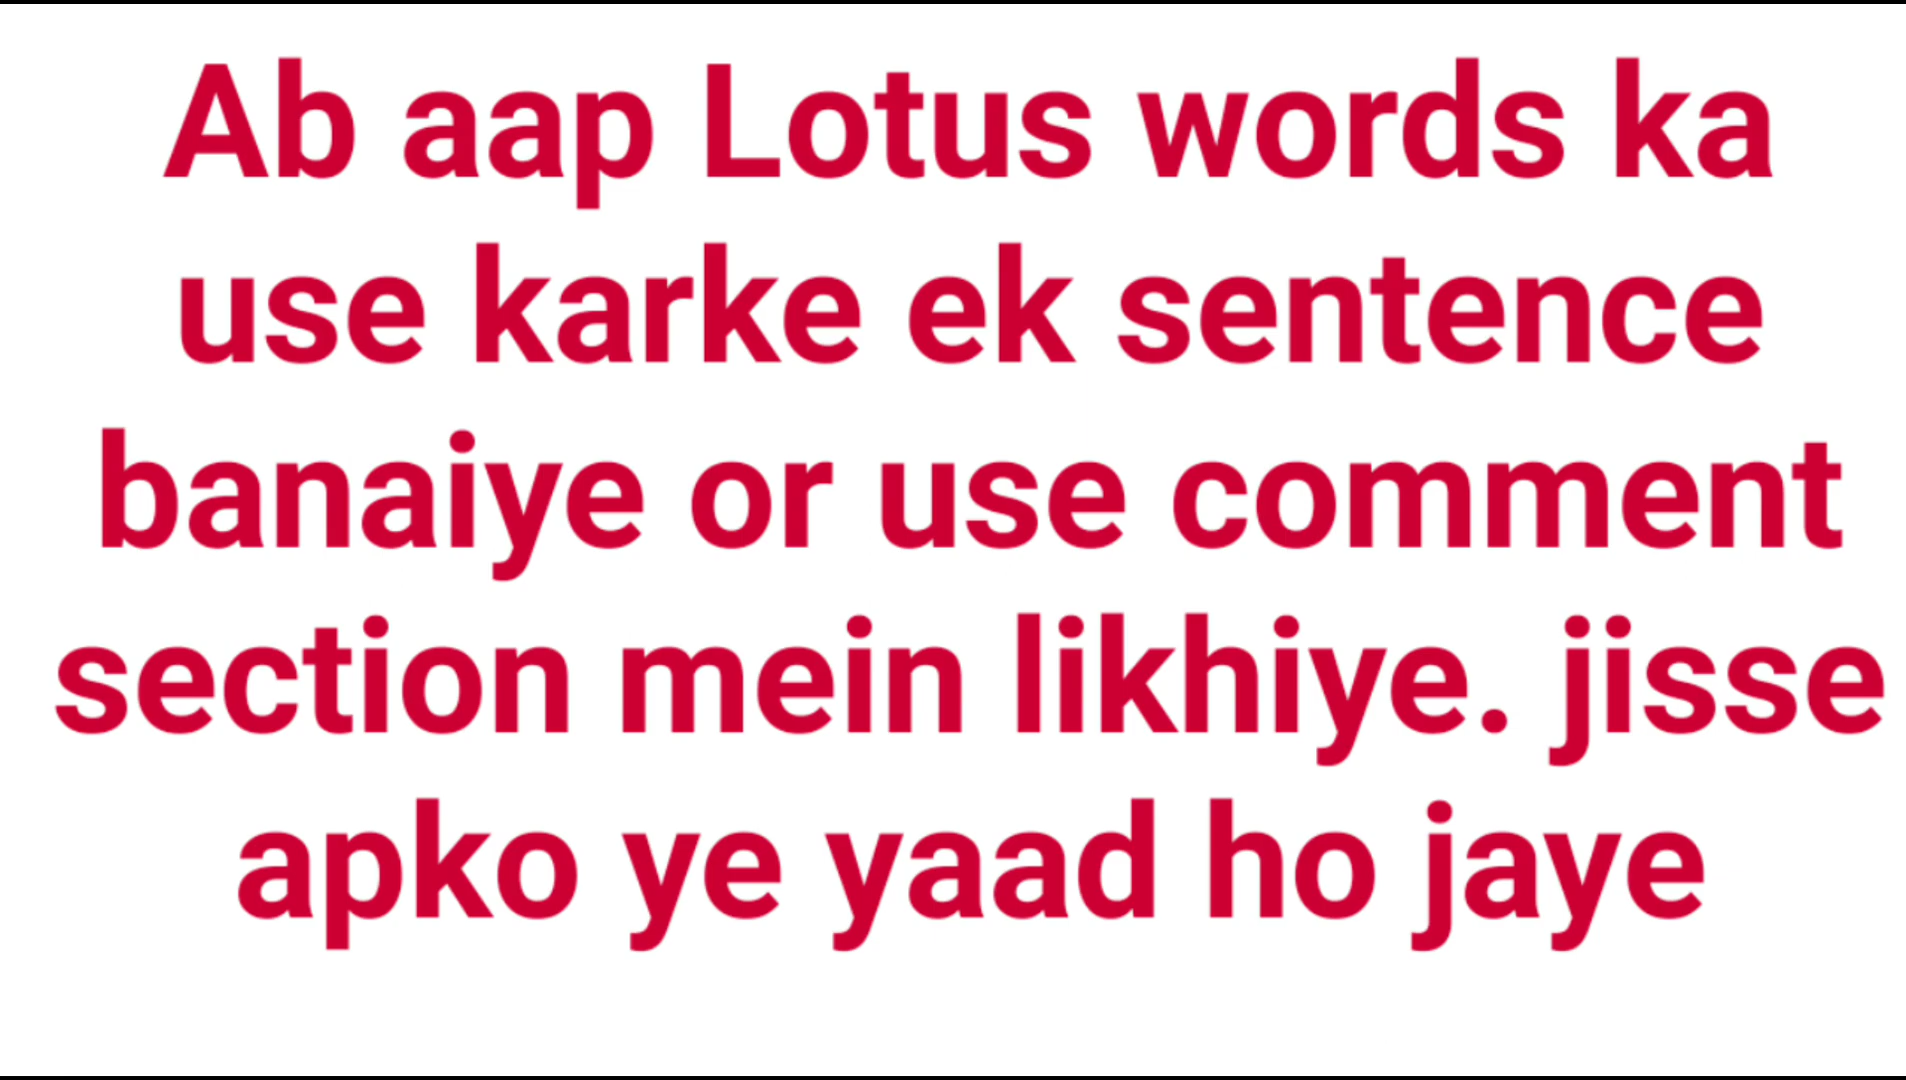 Ab aap Lotus words ka
use karke ek sentence
banaiye or use comment
section mein likhiye. jisse
apko ye yaad ho jaye